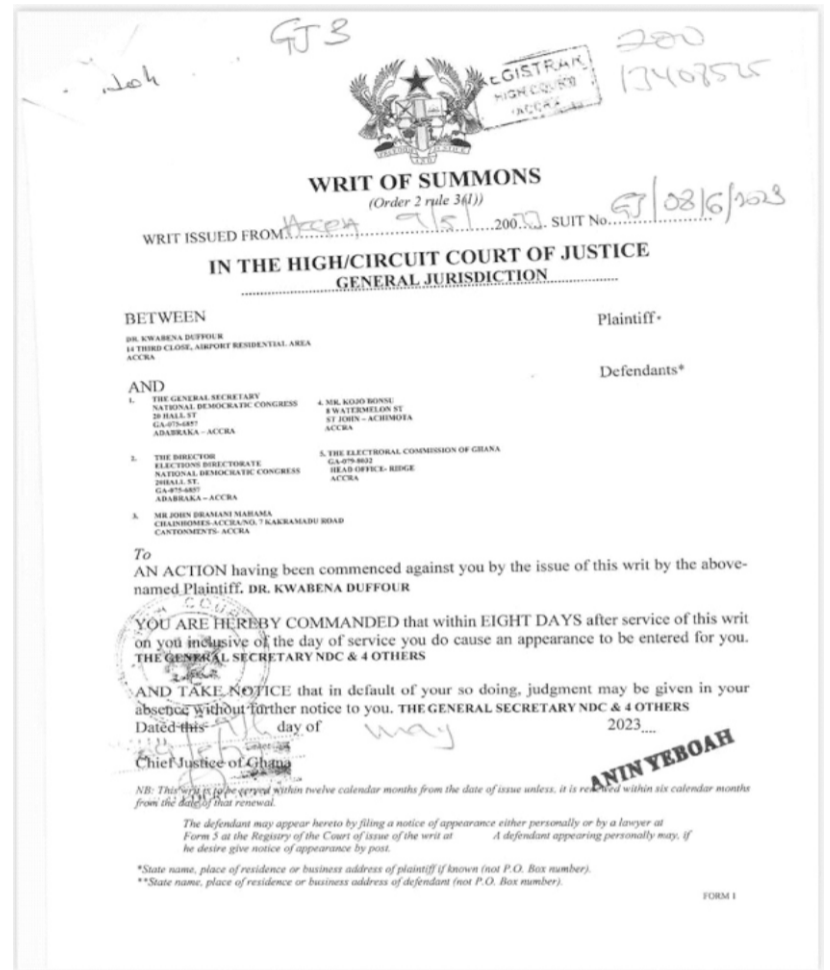 GJ3
200
13408525
REGISTRAR
HIGH COURT
ACCRA
WRIT OF SUMMONS
(Order 2 rule 3(1))
WRIT ISSUED FROM Accra 9/5/ 200 SUIT No. GJ/0816/2023
IN THE HIGH/CIRCUIT COURT OF JUSTICE
GENERAL JURISDICTION
BETWEEN
Plaintiff*
DR. KWABENA DUFFOUR
14 THIRD CLOSE, AIRPORT RESIDENTIAL AREA
ACCRA
Defendants*
AND
1. THE GENERAL SECRETARY
NATIONAL DEMOCRATIC CONGRESS
20 HALL ST
GA-075-6857
ADABRAKA – ACCRA
4. MR. KOJO BONSU
8 WATERMELON ST
ST JOHN – ACHIMOTA
ACCRA
2. THE DIRECTOR
ELECTIONS DIRECTORATE
NATIONAL DEMOCRATIC CONGRESS
20HALL ST.
GA-075-6857
ADABRAKA – ACCRA
5. THE ELECTRORAL COMMISSION OF GHANA
GA-079-8032
HEAD OFFICE- RIDGE
ACCRA
3. MR JOHN DRAMANI MAHAMA
CHAINHOMES-ACCRA/NO. 7 KAKRAMADU ROAD
CANTONMENTS- ACCRA
To
AN ACTION having been commenced against you by the issue of this writ by the above-
named Plaintiff. DR. KWABENA DUFFOUR
YOU ARE HEREBY COMMANDED that within EIGHT DAYS after service of this writ
on you inclusive of the day of service you do cause an appearance to be entered for you.
THE GENERAL SECRETARY NDC & 4 OTHERS
AND TAKE NOTICE that in default of your so doing, judgment may be given in your
absence without further notice to you. THE GENERAL SECRETARY NDC & 4 OTHERS
Dated this 9th day of May 2023
Chief Justice of Ghana
ANIN YEBOAH
NB: This writ is to be served within twelve calendar months from the date of issue unless, it is renewed within six calendar months
from the date of that renewal.
The defendant may appear hereto by filing a notice of appearance either personally or by a lawyer at
Form 5 at the Registry of the Court of issue of the writ at A defendant appearing personally may, if
he desire give notice of appearance by post.
*State name, place of residence or business address of plaintiff if known (not P.O. Box number).
**State name, place of residence or business address of defendant (not P.O. Box number).
FORM 1